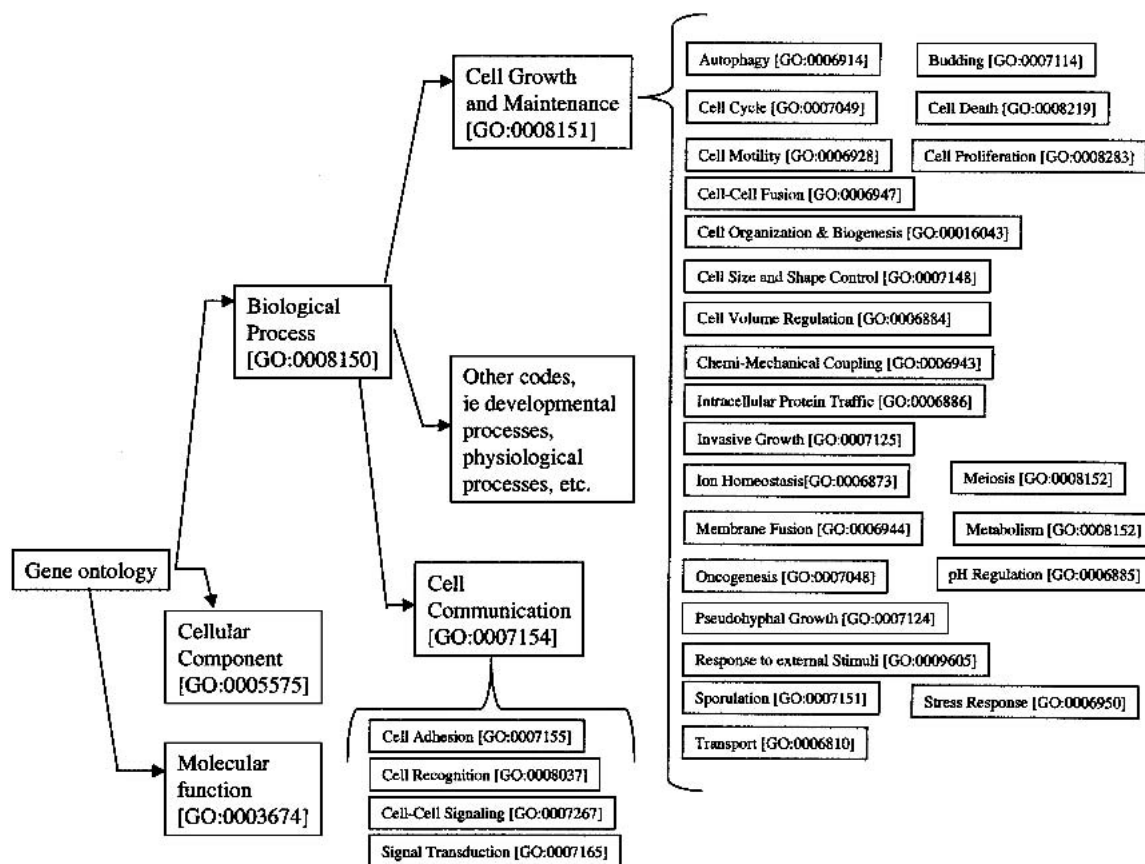 Cell Growth
and Maintenance
[GO:0008151]
Autophagy [GO:0006914]
Budding [GO:0007114]
Cell Cycle [GO:0007049]
Cell Death [GO:0008219]
Cell Motility [GO:0006928]
Cell Proliferation [GO:0008283]
Cell-Cell Fusion [GO:0006947]
Cell Organization & Biogenesis [GO:00016043]
Cell Size and Shape Control [GO:0007148]
Cell Volume Regulation [GO:0006884]
Chemi-Mechanical Coupling [GO:0006943]
Intracellular Protein Traffic [GO:0006886]
Invasive Growth [GO:0007125]
Ion Homeostasis[GO:0006873]
Meiosis [GO:0008152]
Membrane Fusion [GO:0006944]
Metabolism [GO:0008152]
Oncogenesis [GO:0007048]
pH Regulation [GO:0006885]
Pseudohyphal Growth [GO:0007124]
Response to external Stimuli [GO:0009605]
Sporulation [GO:0007151]
Stress Response [GO:0006950]
Transport [GO:0006810]
Biological
Process
[GO:0008150]
Other codes,
ie developmental
processes,
physiological
processes, etc.
Gene ontology
Cell
Communication
[GO:0007154]
Cellular
Component
[GO:0005575]
Molecular
function
[GO:0003674]
Cell Adhesion [GO:0007155]
Cell Recognition [GO:0008037]
Cell-Cell Signaling [GO:0007267]
Signal Transduction [GO:0007165]